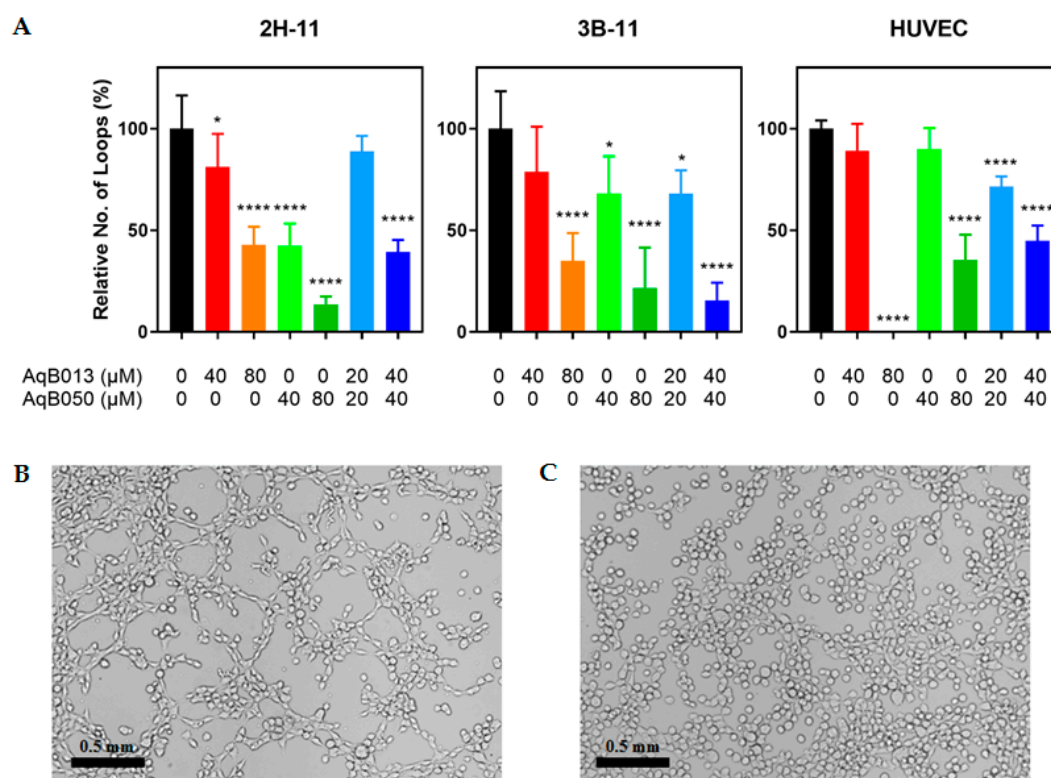 A
2H-11
3B-11
HUVEC
Relative No. of Loops (%)
100
50
0
*
****
****
****
****
100
50
0
****
*
****
*
****
100
50
0
****
****
****
****
AqB013 (µM) 0 40 80 0 0 20 40 0 40 80 0 0 20 40 0 40 80 0 0 20 40
AqB050 (µM) 0 0 0 40 80 20 40 0 0 0 40 80 20 40 0 0 0 40 80 20 40
B
C
0.5 mm
0.5 mm